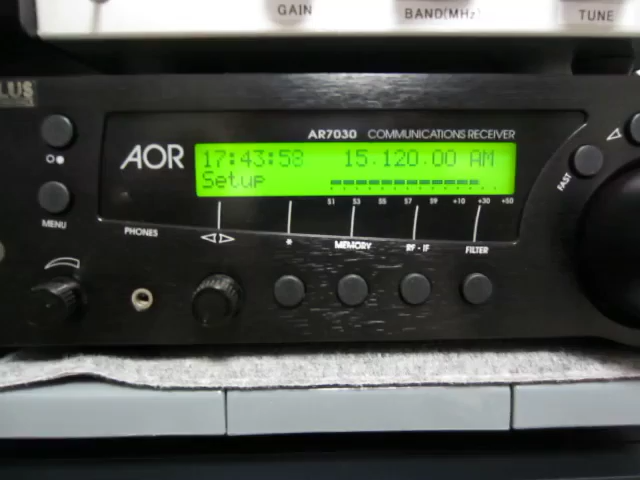 GAIN BAND(MHz) TUNE
LUS
AR7030 COMMUNICATIONS RECEIVER
AOR
17:43:58 15.120.00 AM
Setup
S1 S3 S5 S7 S9 +10 +30 +50
FAST
MENU
PHONES
* MEMORY RF - IF FILTER